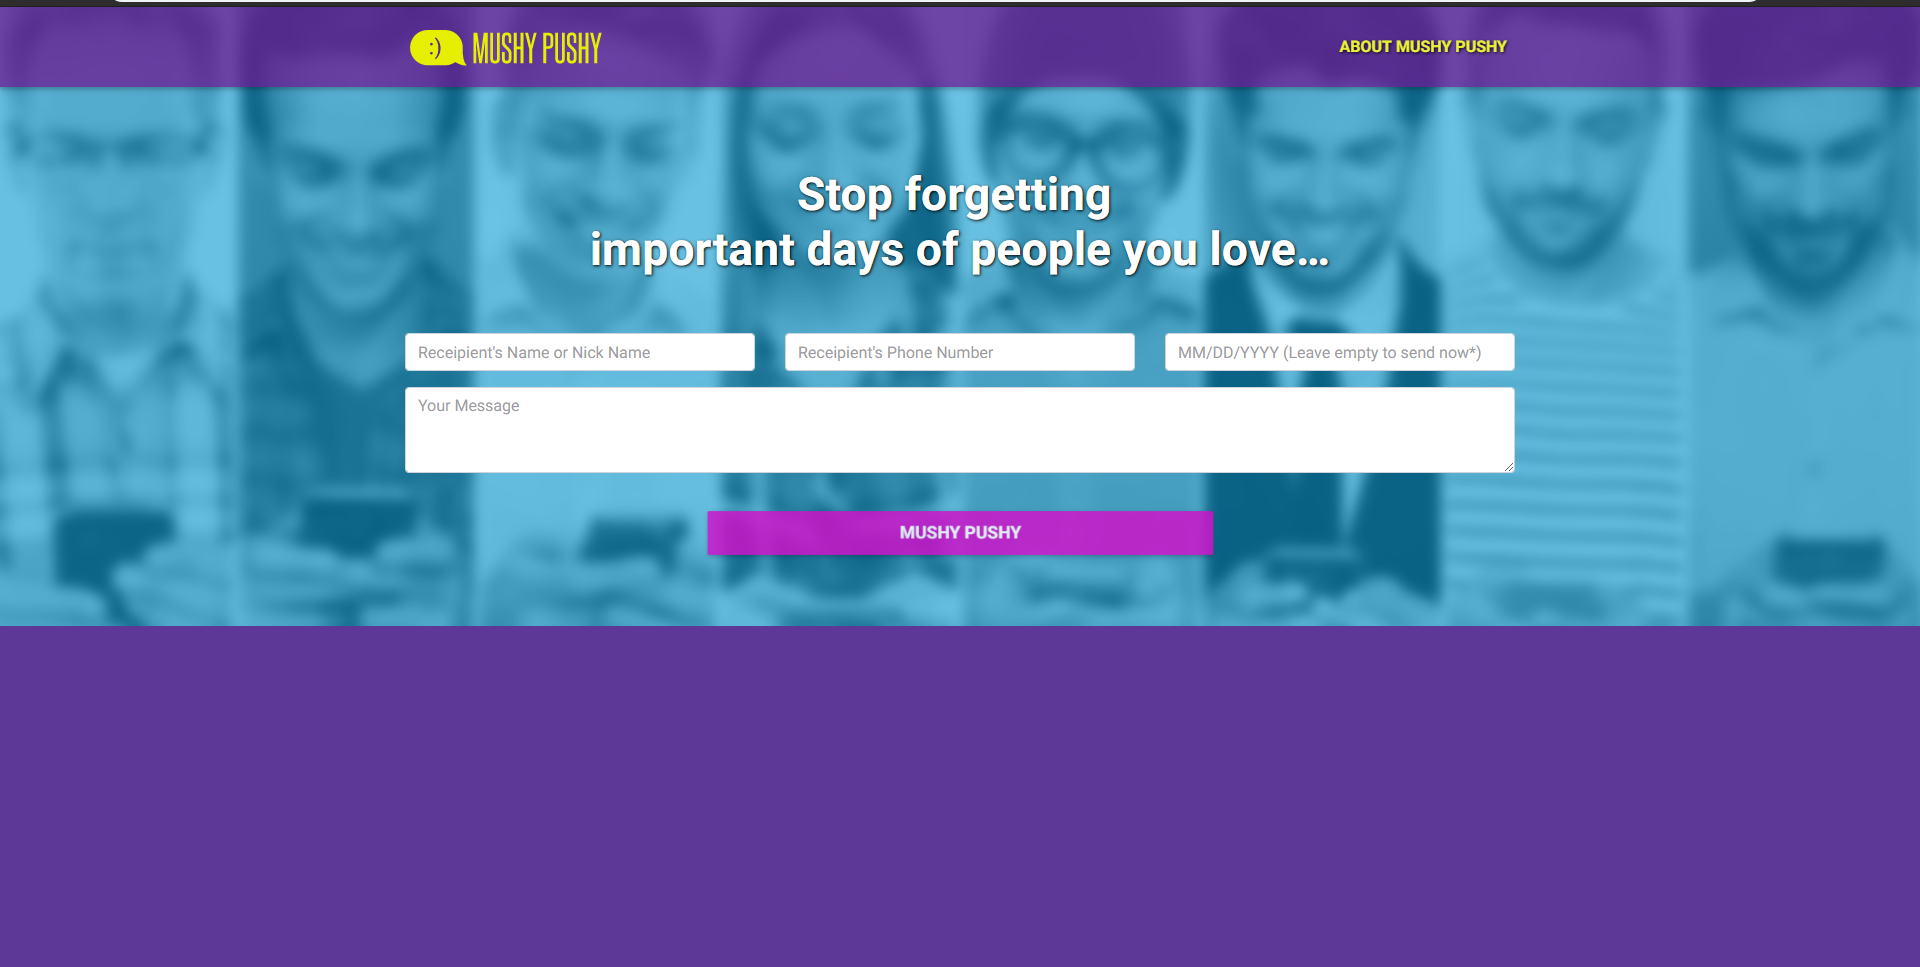 :) MUSHY PUSHY
ABOUT MUSHY PUSHY
Stop forgetting
important days of people you love...
Receipient's Name or Nick Name
Receipient's Phone Number
MM/DD/YYYY (Leave empty to send now*)
Your Message
MUSHY PUSHY